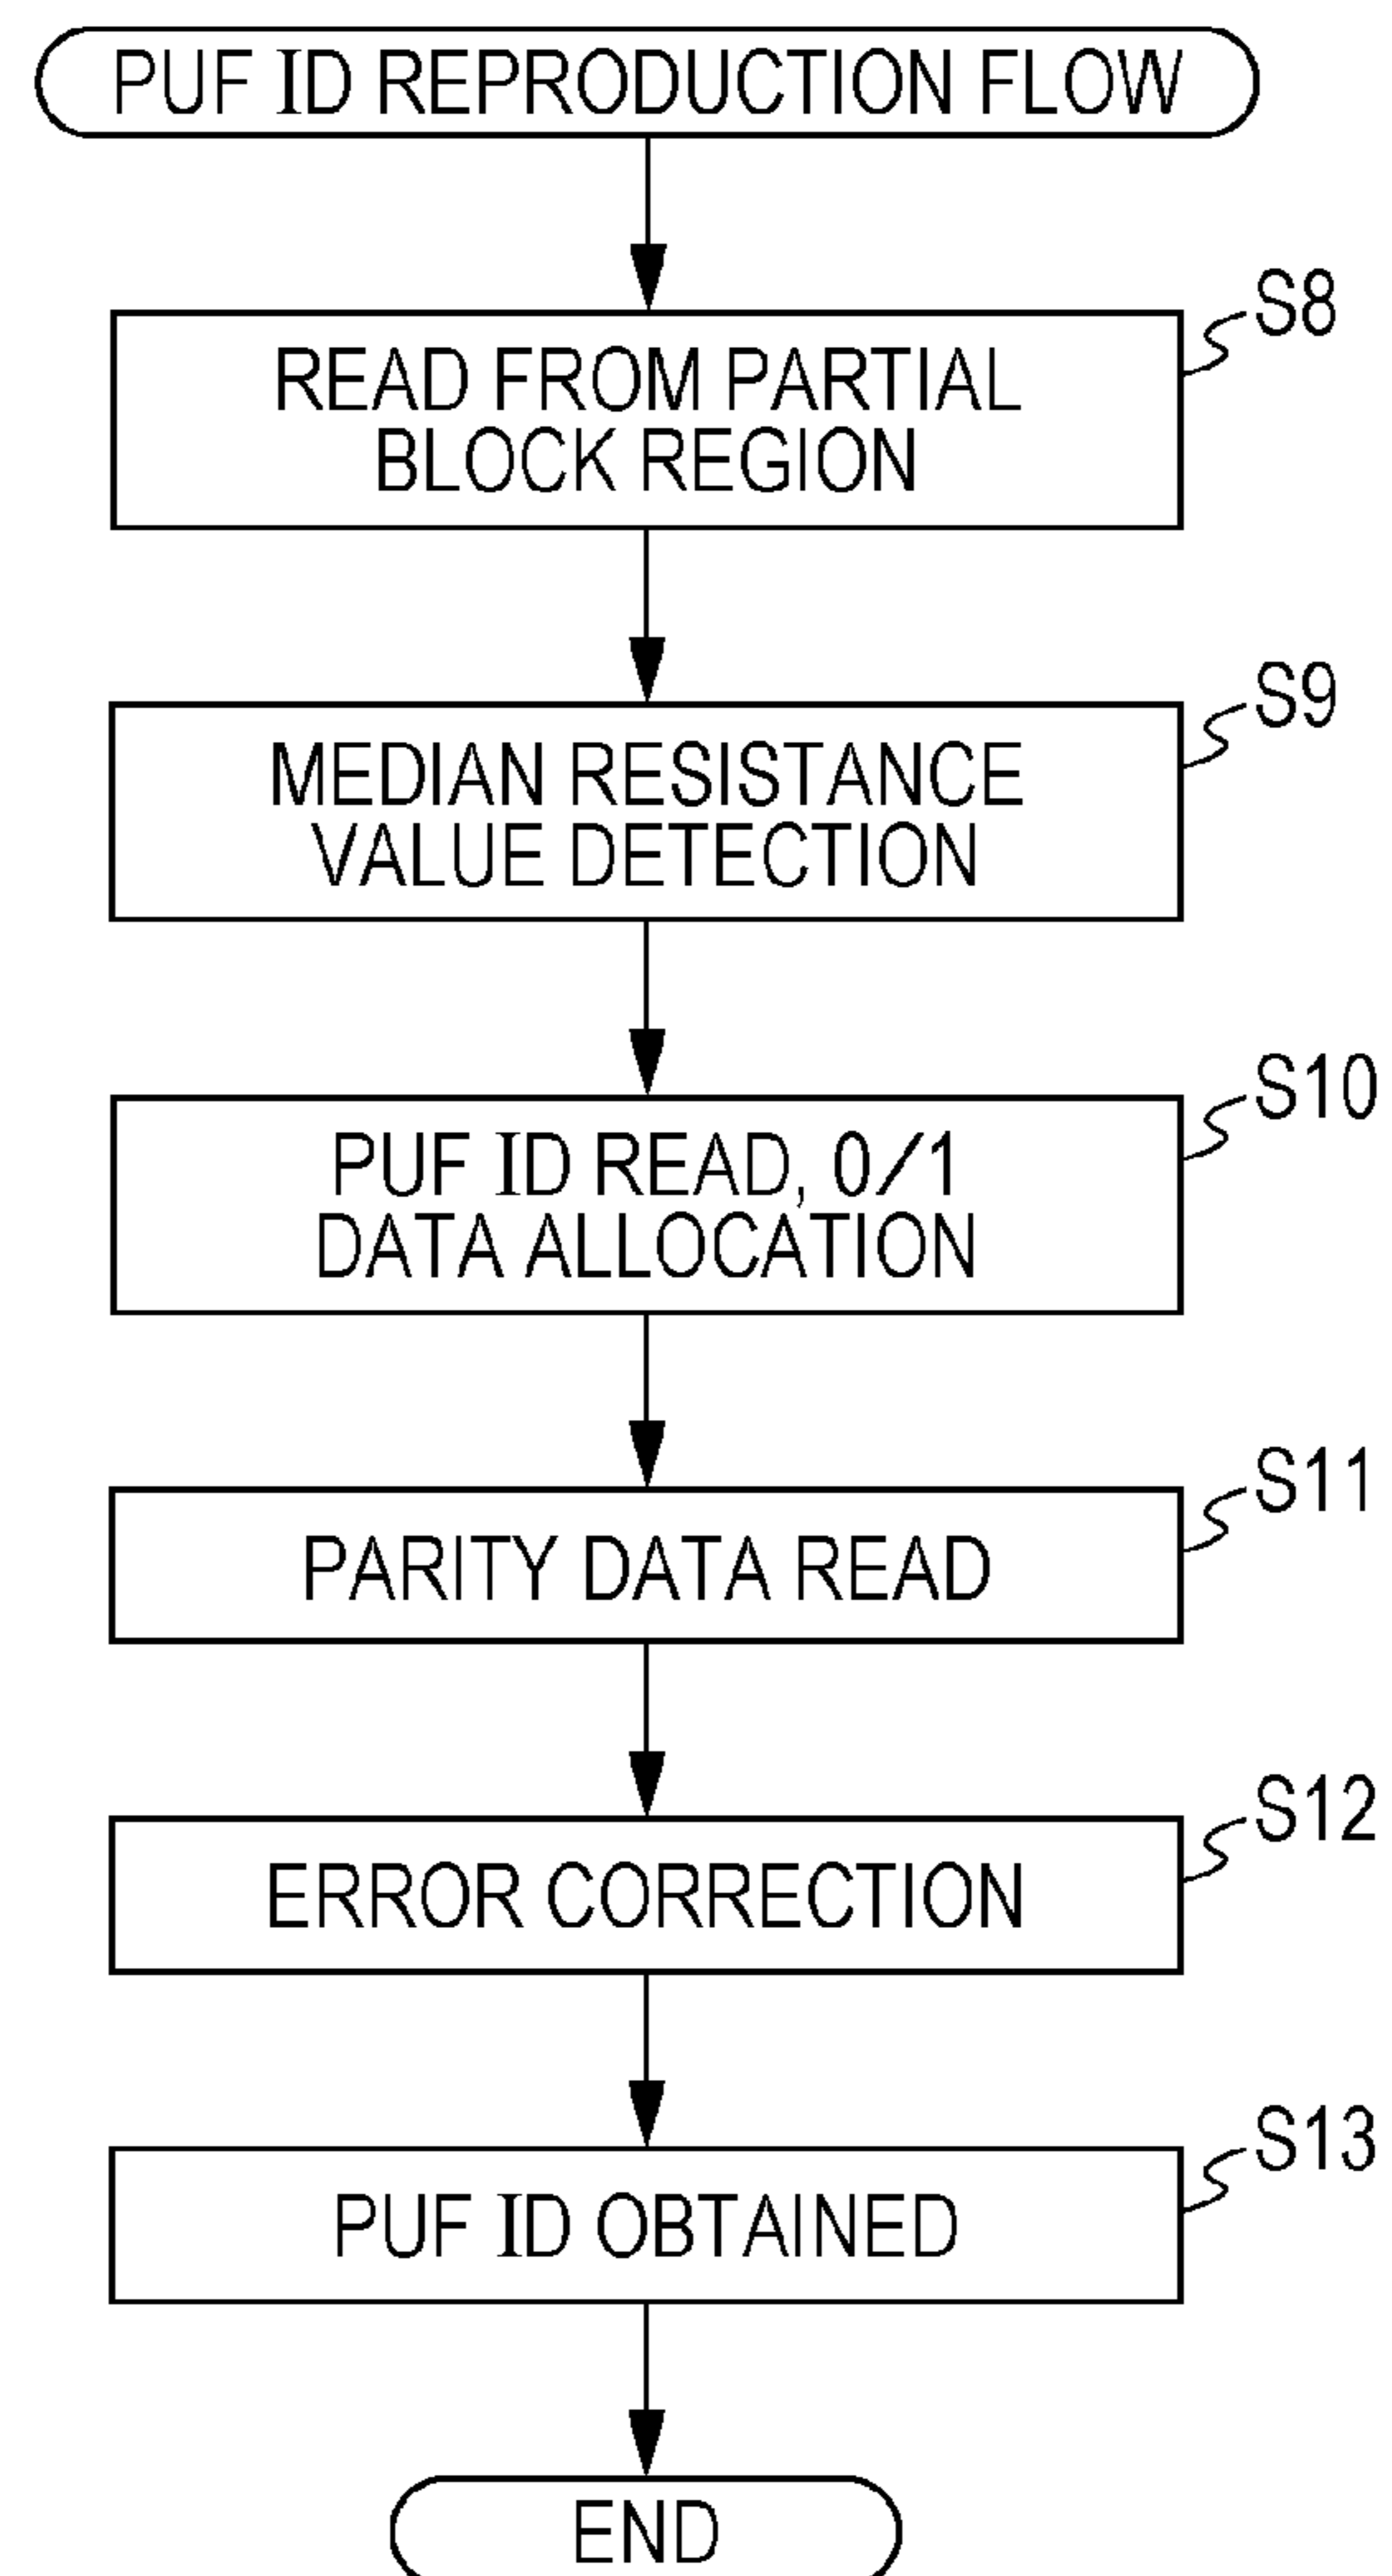 PUF ID REPRODUCTION FLOW
S8
READ FROM PARTIAL
BLOCK REGION
S9
MEDIAN RESISTANCE
VALUE DETECTION
S10
PUF ID READ, 0/1
DATA ALLOCATION
S11
PARITY DATA READ
S12
ERROR CORRECTION
S13
PUF ID OBTAINED
END